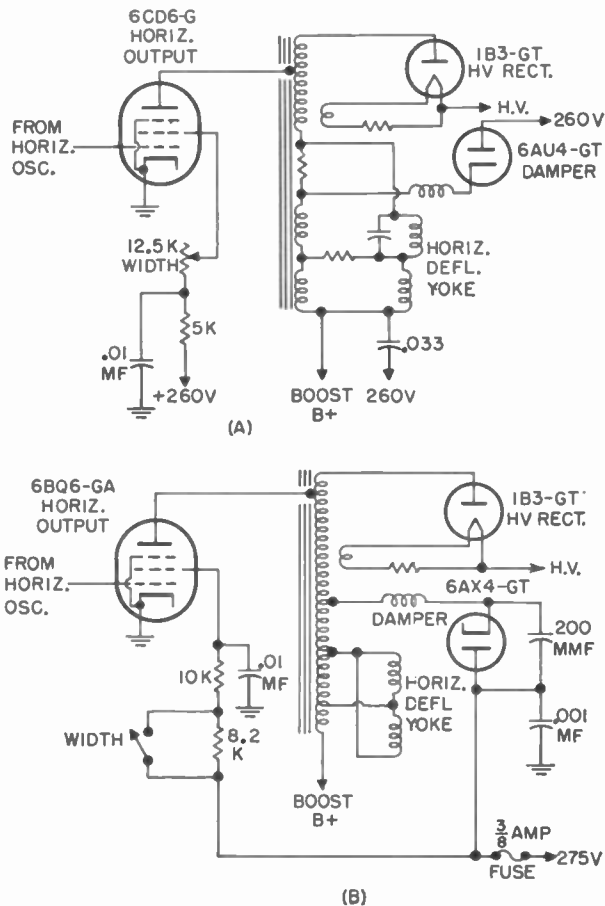 6CD6-G
HORIZ.
OUTPUT
1B3-GT
HV RECT.
H.V.
FROM
HORIZ.
OSC.
260V
6AU4-GT
DAMPER
12.5K
WIDTH
HORIZ.
DEFL.
YOKE
5K
.01
MF
+260V
.033
BOOST
B+
260V
(A)
6BQ6-GA
HORIZ.
OUTPUT
1B3-GT
HV RECT.
H.V.
FROM
HORIZ.
OSC.
6AX4-GT
DAMPER
200
MMF
10K
.01
MF
HORIZ.
DEFL
YOKE
.001
MF
WIDTH
8.2
K
BOOST
B+
3/8 AMP
FUSE
275V
(B)